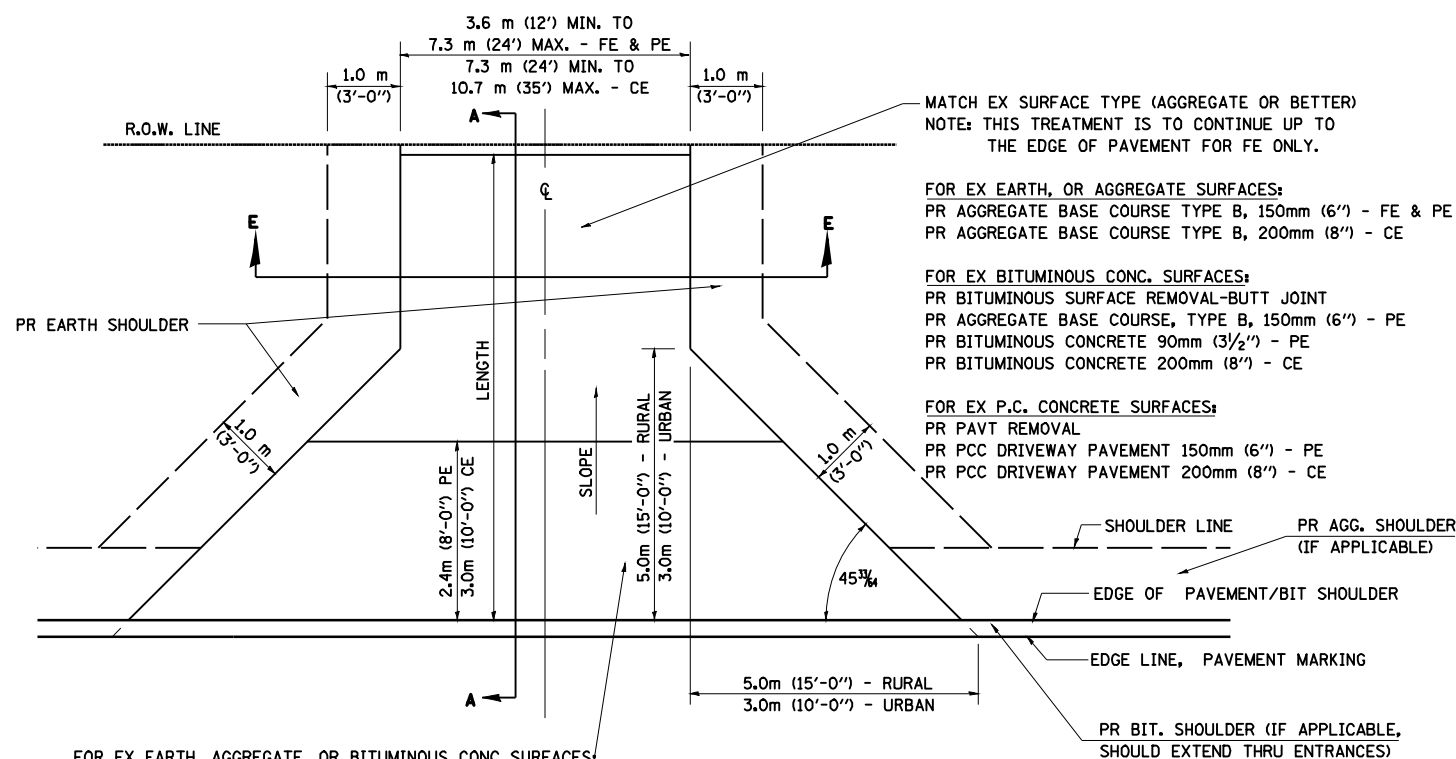 3.6 m (12') MIN. TO
7.3 m (24') MAX. - FE & PE
7.3 m (24') MIN. TO
10.7 m (35') MAX. - CE
1.0 m
(3'-0'')
1.0 m
(3'-0'')
A
R.O.W. LINE
MATCH EX SURFACE TYPE (AGGREGATE OR BETTER)
NOTE: THIS TREATMENT IS TO CONTINUE UP TO
THE EDGE OF PAVEMENT FOR FE ONLY.
℄
FOR EX EARTH, OR AGGREGATE SURFACES:
PR AGGREGATE BASE COURSE TYPE B, 150mm (6'') - FE & PE
PR AGGREGATE BASE COURSE TYPE B, 200mm (8'') - CE
E
E
FOR EX BITUMINOUS CONC. SURFACES:
PR BITUMINOUS SURFACE REMOVAL-BUTT JOINT
PR AGGREGATE BASE COURSE, TYPE B, 150mm (6'') - PE
PR BITUMINOUS CONCRETE 90mm (3½'') - PE
PR BITUMINOUS CONCRETE 200mm (8'') - CE
PR EARTH SHOULDER
LENGTH
FOR EX P.C. CONCRETE SURFACES:
PR PAVT REMOVAL
PR PCC DRIVEWAY PAVEMENT 150mm (6'') - PE
PR PCC DRIVEWAY PAVEMENT 200mm (8'') - CE
1.0 m
(3'-0'')
SLOPE
5.0m (15'-0'') - RURAL
3.0m (10'-0'') - URBAN
1.0 m
(3'-0'')
2.4m (8'-0'') PE
3.0m (10'-0'') CE
SHOULDER LINE
PR AGG. SHOULDER
(IF APPLICABLE)
45 33/64
EDGE OF PAVEMENT/BIT SHOULDER
EDGE LINE, PAVEMENT MARKING
5.0m (15'-0'') - RURAL
3.0m (10'-0'') - URBAN
A
PR BIT. SHOULDER (IF APPLICABLE,
SHOULD EXTEND THRU ENTRANCES)
FOR EX EARTH, AGGREGATE, OR BITUMINOUS CONC SURFACES: